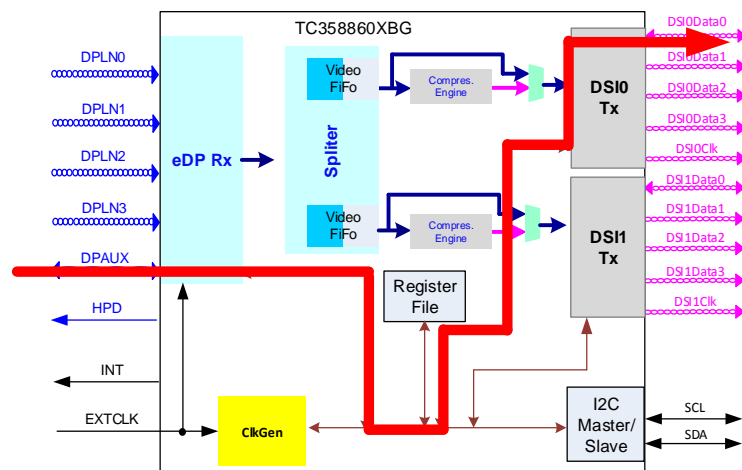 TC358860XBG
DPLN0
DPLN1
DPLN2
DPLN3
DPAUX
HPD
INT
EXTCLK
eDP Rx
Spliter
Video
FiFo
Compres.
Engine
Video
FiFo
Compres.
Engine
Register
File
ClkGen
DSI0
Tx
DSI1
Tx
I2C
Master/
Slave
DSI0Data0
DSI0Data1
DSI0Data2
DSI0Data3
DSI0Clk
DSI1Data0
DSI1Data1
DSI1Data2
DSI1Data3
DSI1Clk
SCL
SDA